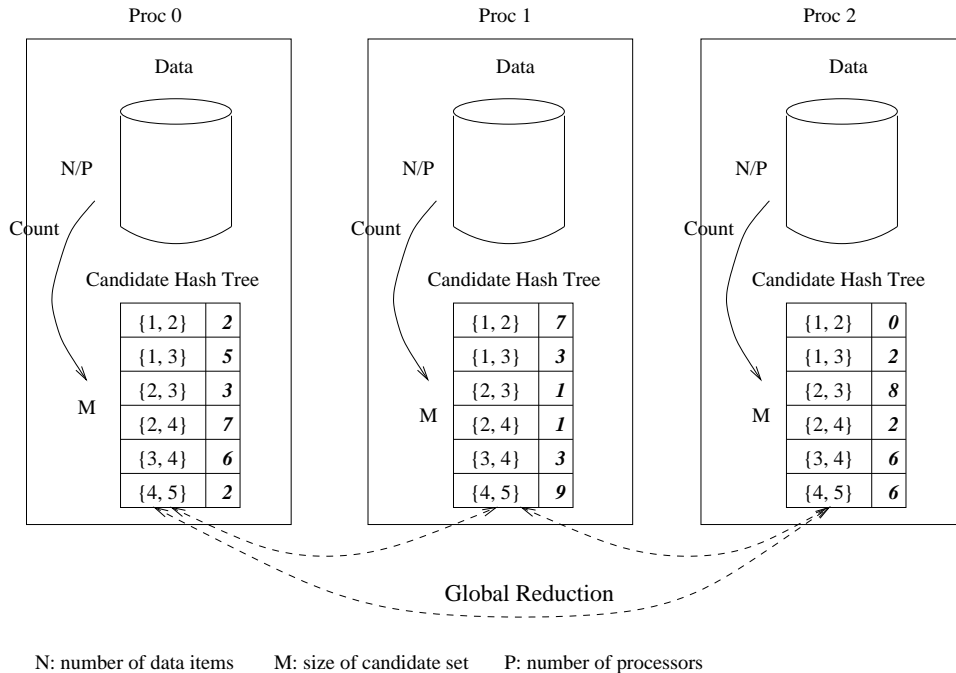 Proc 0
Proc 1
Proc 2
Data
Data
Data
N/P
N/P
N/P
Count
Count
Count
Candidate Hash Tree
Candidate Hash Tree
Candidate Hash Tree
{1, 2} 2
{1, 3} 5
{2, 3} 3
{2, 4} 7
{3, 4} 6
{4, 5} 2
M
{1, 2} 7
{1, 3} 3
{2, 3} 1
{2, 4} 1
{3, 4} 3
{4, 5} 9
M
{1, 2} 0
{1, 3} 2
{2, 3} 8
{2, 4} 2
{3, 4} 6
{4, 5} 6
M
Global Reduction
N: number of data items M: size of candidate set P: number of processors